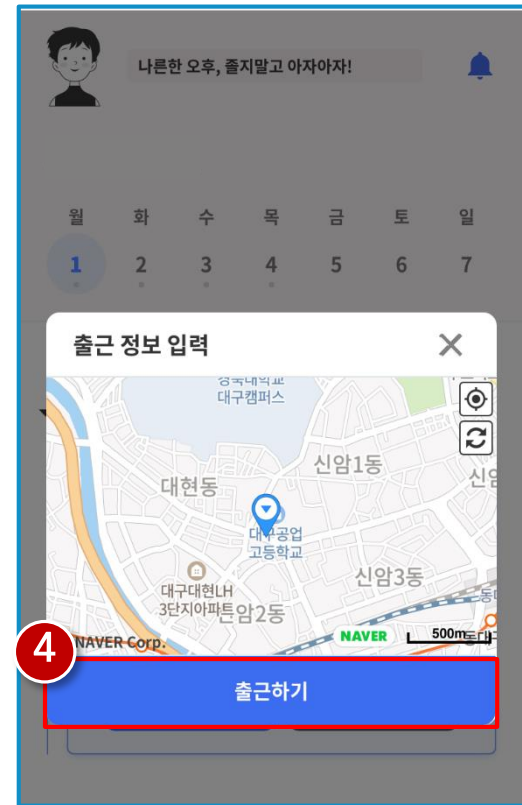 나른한 오후, 졸지말고 아자아자!
월 화 수 목 금 토 일
1 2 3 4 5 6 7
출근 정보 입력
대구캠퍼스
신암1동
대현동
대구공업
고등학교
신암3동
대구대현LH
3단지아파트
신암2동
NAVER
500m
NAVER Corp.
4
출근하기